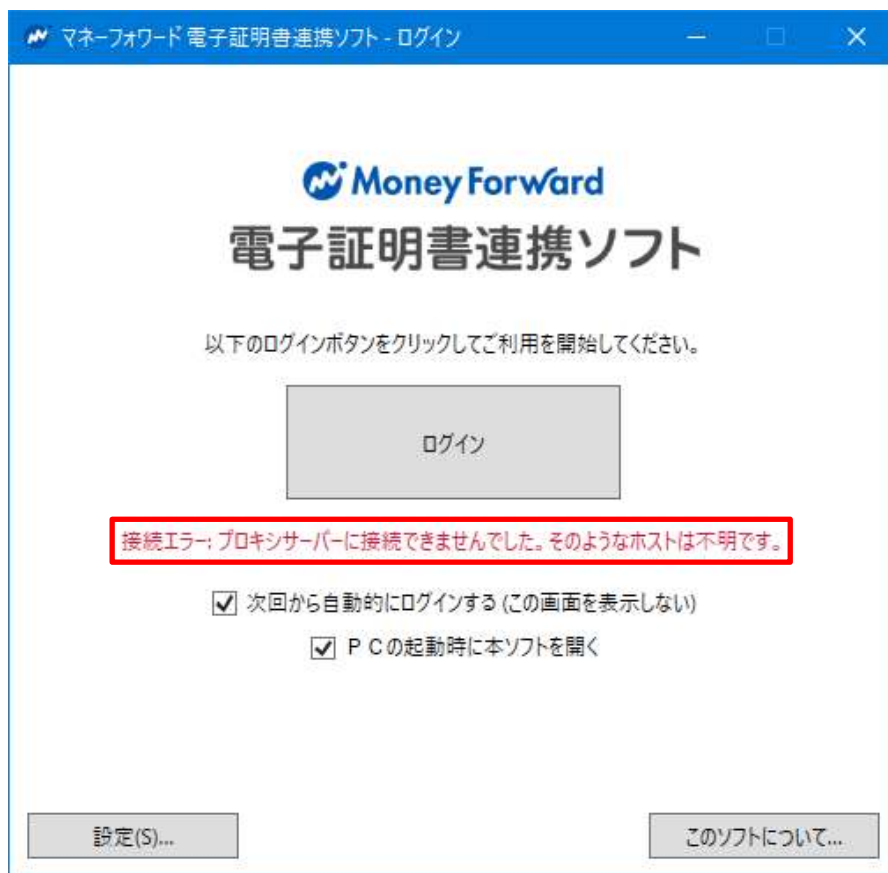 マネーフォワード 電子証明書連携ソフト - ログイン
Money Forward
電子証明書連携ソフト
以下のログインボタンをクリックしてご利用を開始してください。
ログイン
接続エラー: プロキシサーバーに接続できませんでした。そのようなホストは不明です。
次回から自動的にログインする (この画面を表示しない)
ＰＣの起動時に本ソフトを開く
設定(S)...
このソフトについて...